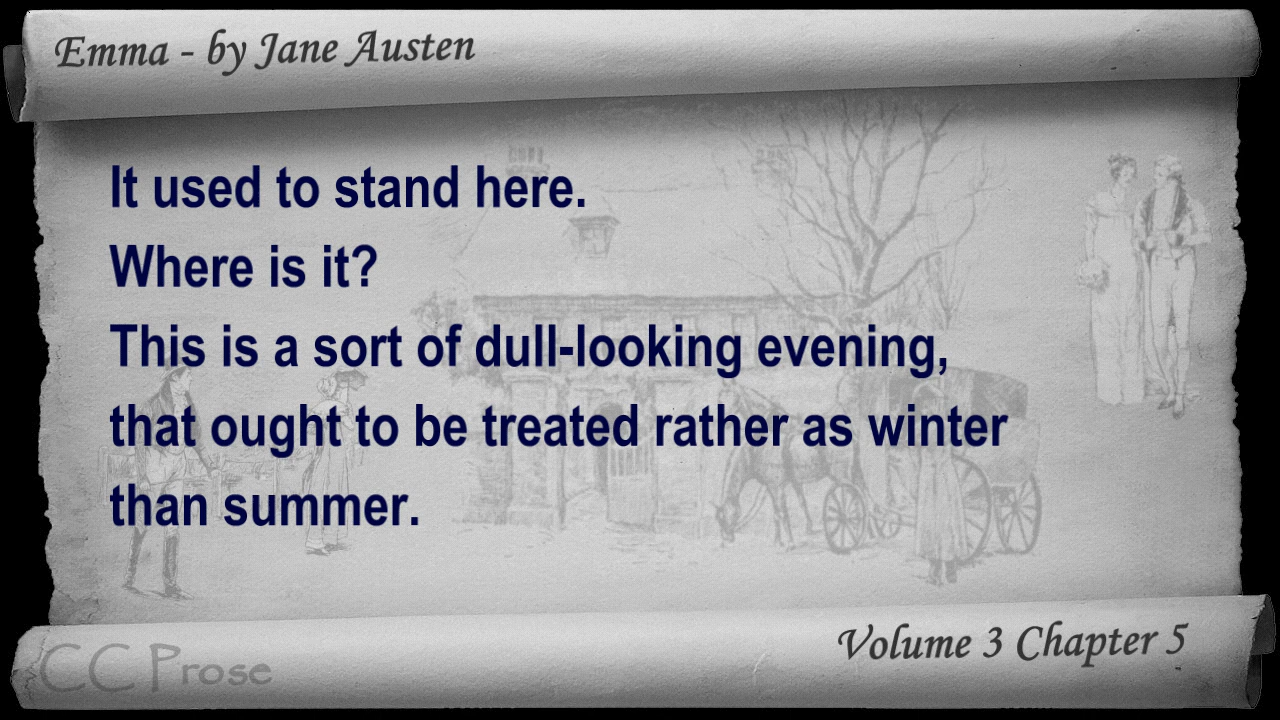 Emma - by Jane Austen
It used to stand here.
Where is it?
This is a sort of dull-looking evening,
that ought to be treated rather as winter
than summer.
Volume 3 Chapter 5
CC Prose